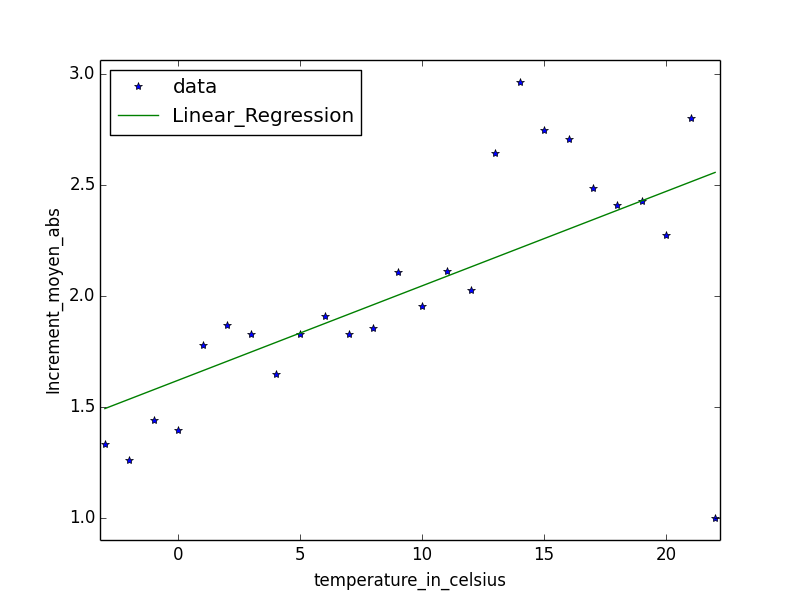 data
Linear_Regression
3.0
2.5
2.0
1.5
1.0
Increment_moyen_abs
0
5
10
15
20
temperature_in_celsius